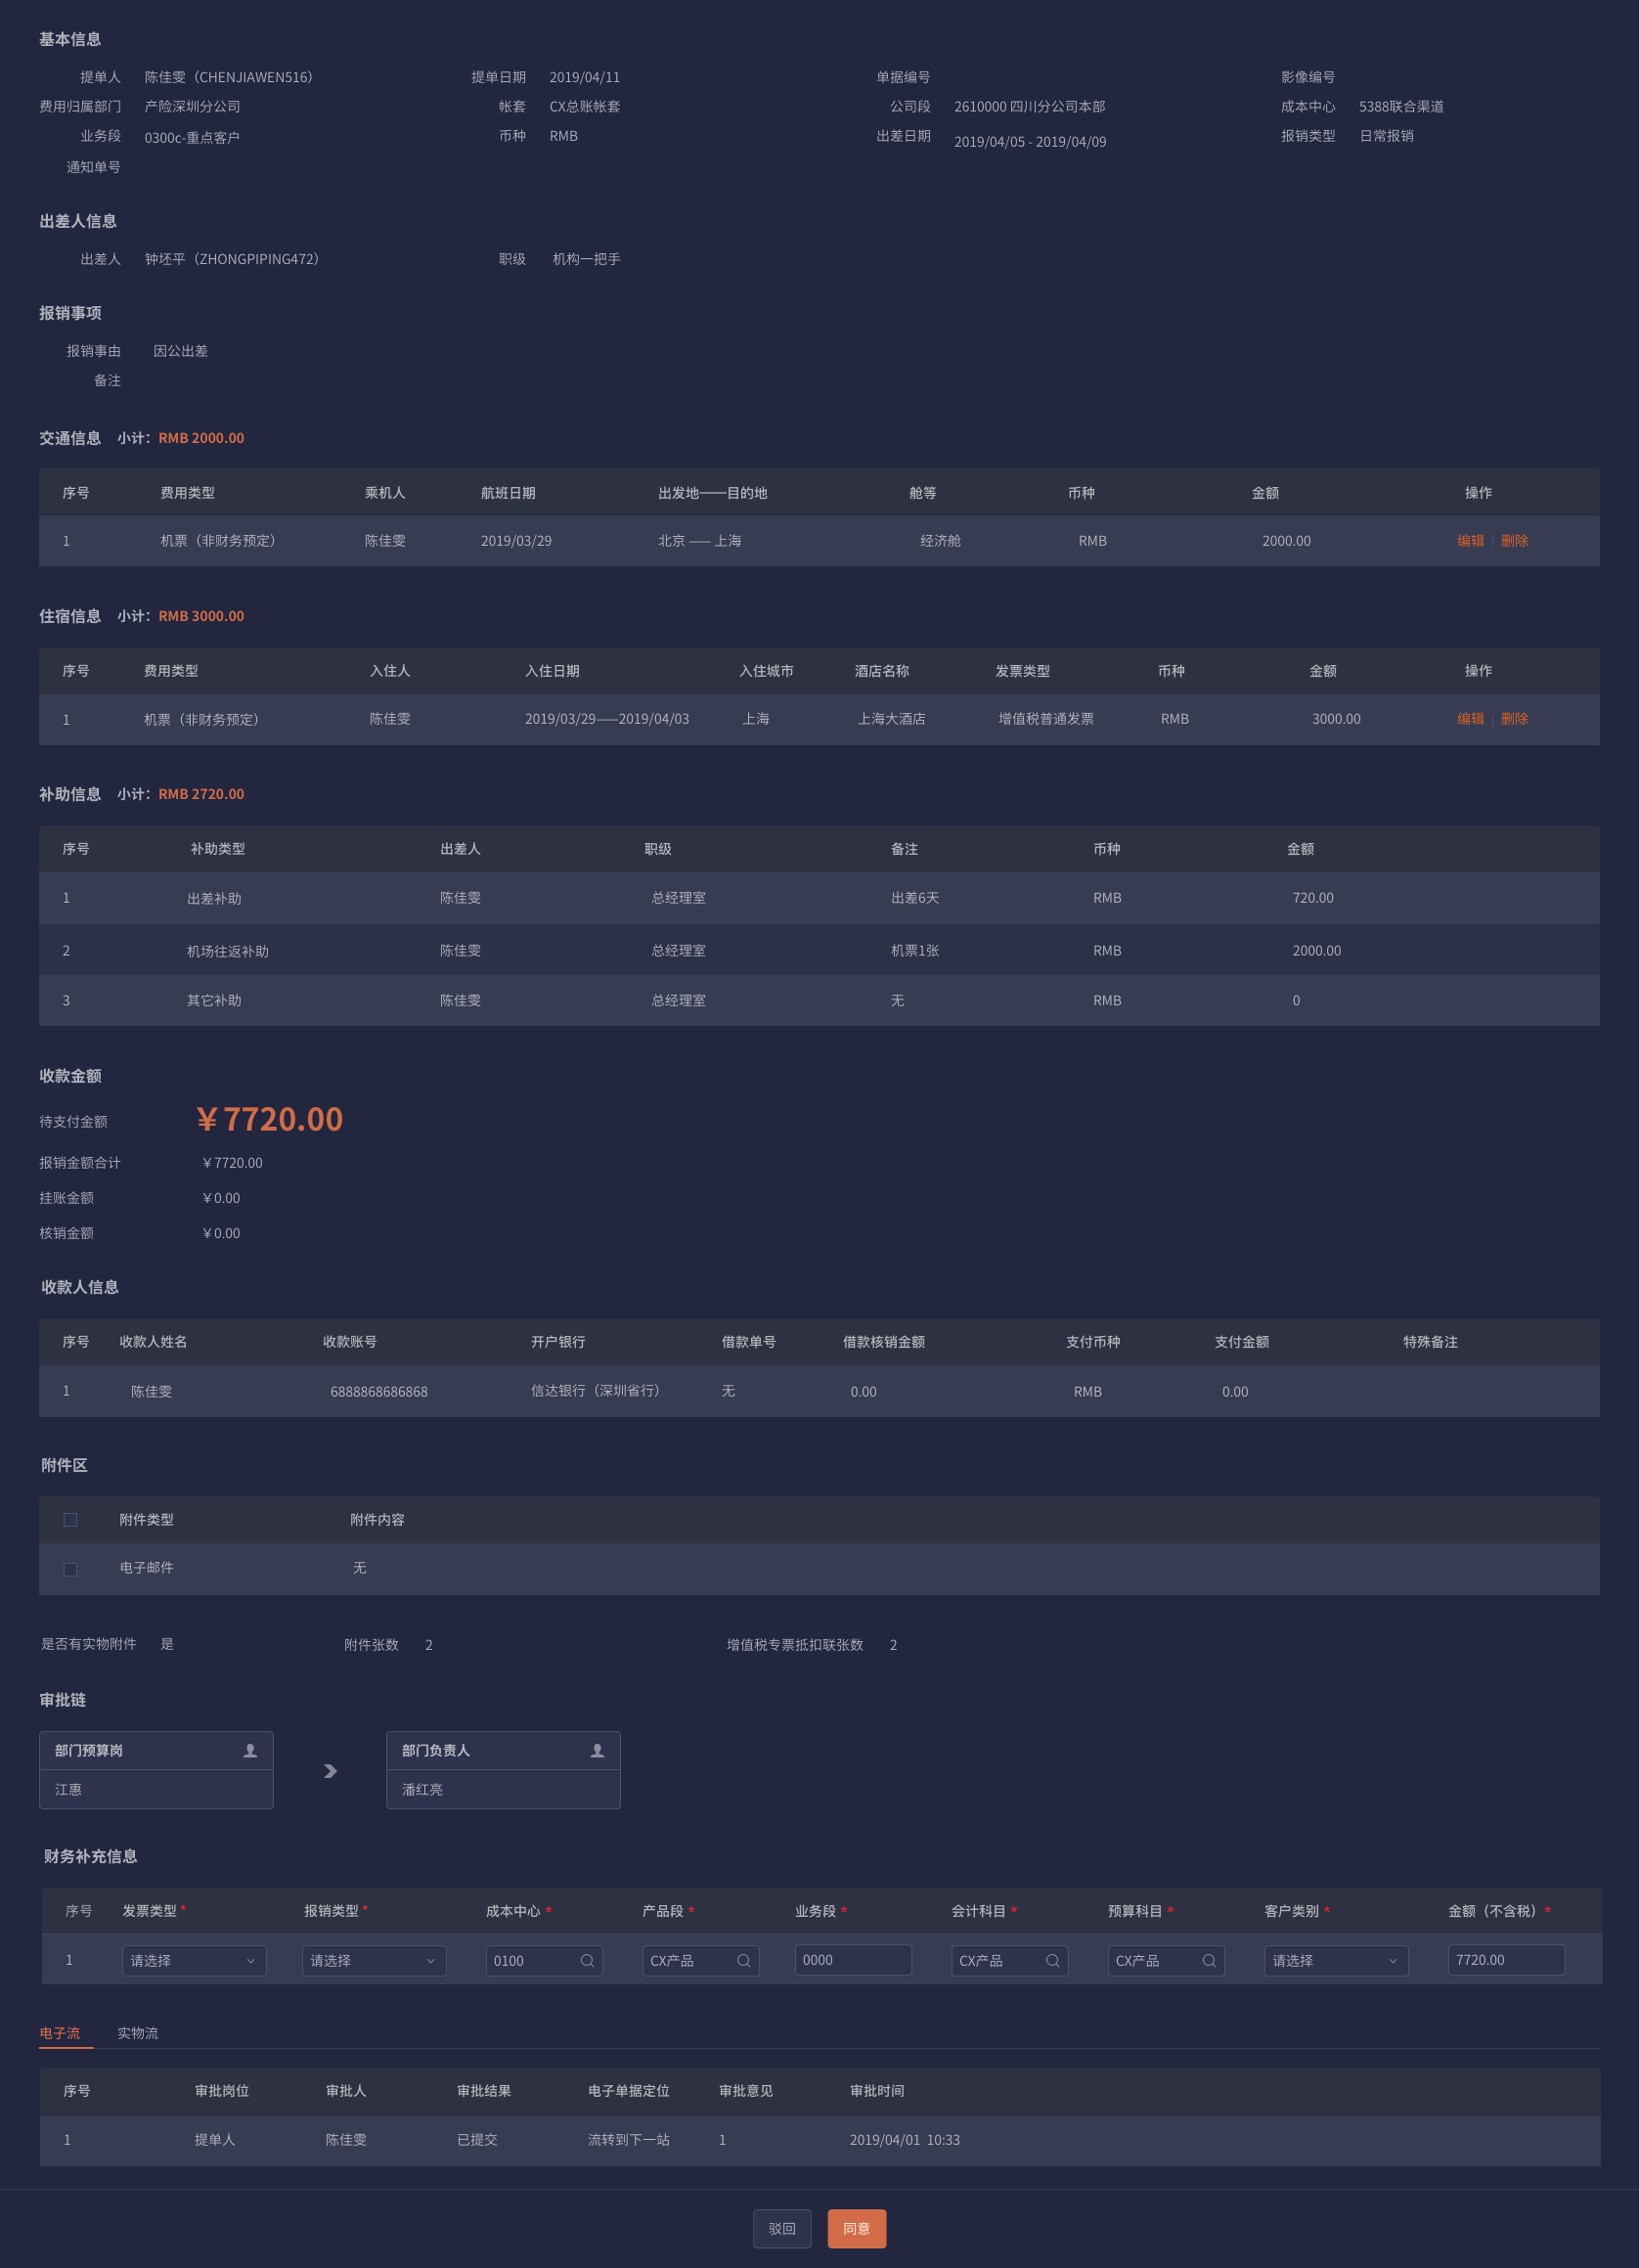 基本信息
提单人 陈佳雯（CHENJIAWEN516） 提单日期 2019/04/11 单据编号 影像编号
费用归属部门 产险深圳分公司 帐套 CX总账帐套 公司段 2610000 四川分公司本部 成本中心 5388联合渠道
业务段 0300c-重点客户 币种 RMB 出差日期 2019/04/05 - 2019/04/09 报销类型 日常报销
通知单号
出差人信息
出差人 钟坯平（ZHONGPIPING472） 职级 机构一把手
报销事项
报销事由 因公出差
备注
交通信息 小计：RMB 2000.00
序号 费用类型 乘机人 航班日期 出发地——目的地 舱等 币种 金额 操作
1 机票（非财务预定） 陈佳雯 2019/03/29 北京 —— 上海 经济舱 RMB 2000.00 编辑 | 删除
住宿信息 小计：RMB 3000.00
序号 费用类型 入住人 入住日期 入住城市 酒店名称 发票类型 币种 金额 操作
1 机票（非财务预定） 陈佳雯 2019/03/29——2019/04/03 上海 上海大酒店 增值税普通发票 RMB 3000.00 编辑 | 删除
补助信息 小计：RMB 2720.00
序号 补助类型 出差人 职级 备注 币种 金额
1 出差补助 陈佳雯 总经理室 出差6天 RMB 720.00
2 机场往返补助 陈佳雯 总经理室 机票1张 RMB 2000.00
3 其它补助 陈佳雯 总经理室 无 RMB 0
收款金额
待支付金额 ￥7720.00
报销金额合计 ￥7720.00
挂账金额 ￥0.00
核销金额 ￥0.00
收款人信息
序号 收款人姓名 收款账号 开户银行 借款单号 借款核销金额 支付币种 支付金额 特殊备注
1 陈佳雯 6888868686868 信达银行（深圳省行） 无 0.00 RMB 0.00
附件区
附件类型 附件内容
电子邮件 无
是否有实物附件 是 附件张数 2 增值税专票抵扣联张数 2
审批链
部门预算岗 部门负责人
江惠 潘红亮
财务补充信息
序号 发票类型 * 报销类型 * 成本中心 * 产品段 * 业务段 * 会计科目 * 预算科目 * 客户类别 * 金额（不含税）*
1 请选择 请选择 0100 CX产品 0000 CX产品 CX产品 请选择 7720.00
电子流 实物流
序号 审批岗位 审批人 审批结果 电子单据定位 审批意见 审批时间
1 提单人 陈佳雯 已提交 流转到下一站 1 2019/04/01 10:33
驳回 同意